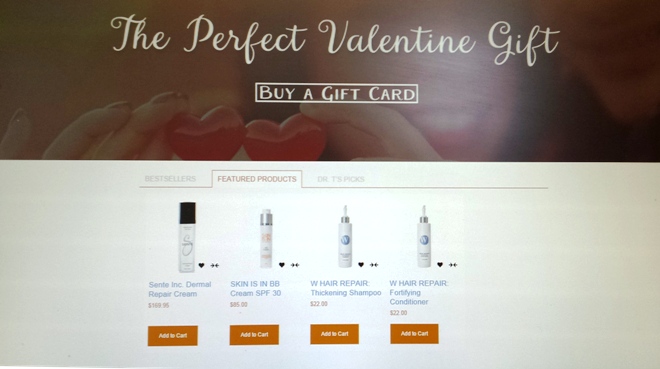 The Perfect Valentine Gift
BUY A GIFT CARD
BESTSELLERS FEATURED PRODUCTS DR. T'S PICKS
Sente Inc. Dermal
Repair Cream
SKIN IS IN BB
Cream SPF 30
W HAIR REPAIR:
Thickening Shampoo
W HAIR REPAIR:
Fortifying
Conditioner
$85.00
$22.00
$22.00
Add to Cart
Add to Cart
Add to Cart
Add to Cart